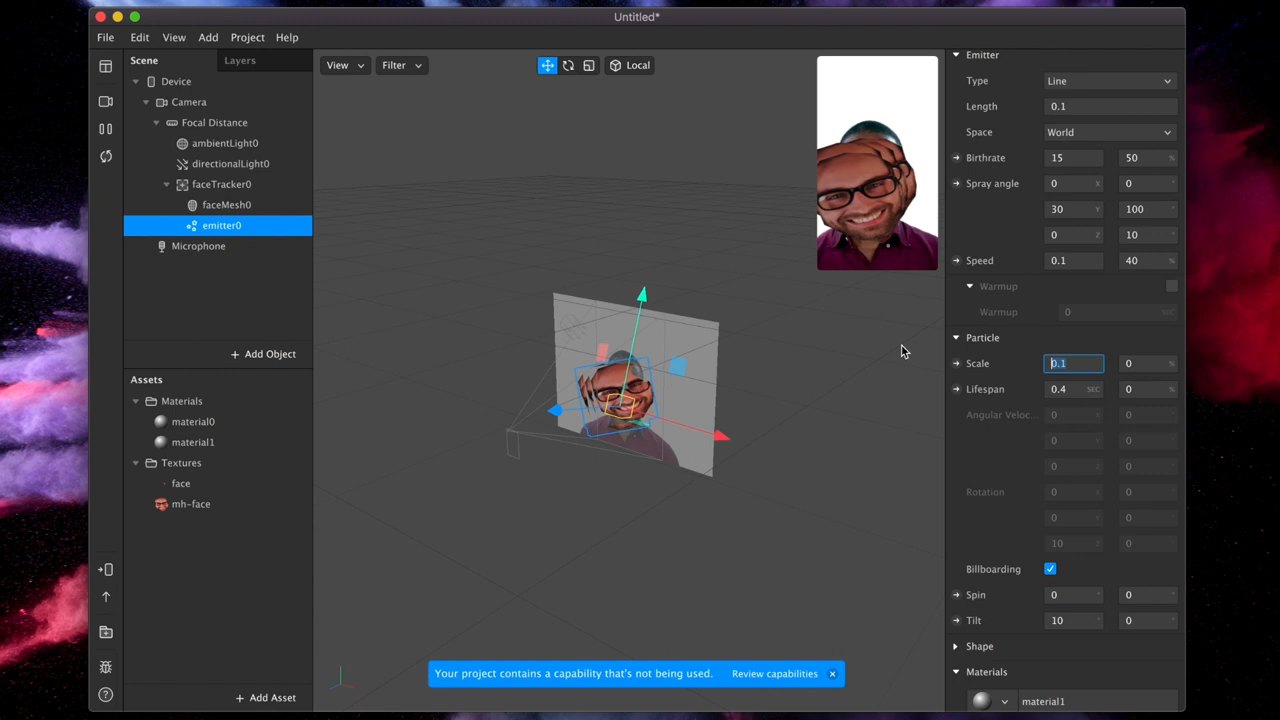 Untitled*
File Edit View Add Project Help
Scene Layers
Device
Camera
Focal Distance
ambientLight0
directionalLight0
faceTracker0
faceMesh0
emitter0
Microphone
+ Add Object
Assets
Materials
material0
material1
Textures
face
mh-face
+ Add Asset
View Filter Local
Your project contains a capability that's not being used. Review capabilities
Emitter
Type Line
Length 0.1
Space World
Birthrate 15 50 %
Spray angle 0 X 0 °
30 Y 100 °
0 Z 10 °
Speed 0.1 40 %
Warmup
Warmup 0 SEC
Particle
Scale 0.1 0 %
Lifespan 0.4 SEC 0 %
Angular Veloc... 0 X 0
0 Y 0
0 Z 0
Rotation 0 X 0
0 Y 0
10 Z 0
Billboarding
Spin 0 ° 0 °
Tilt 10 ° 0 °
Shape
Materials
material1